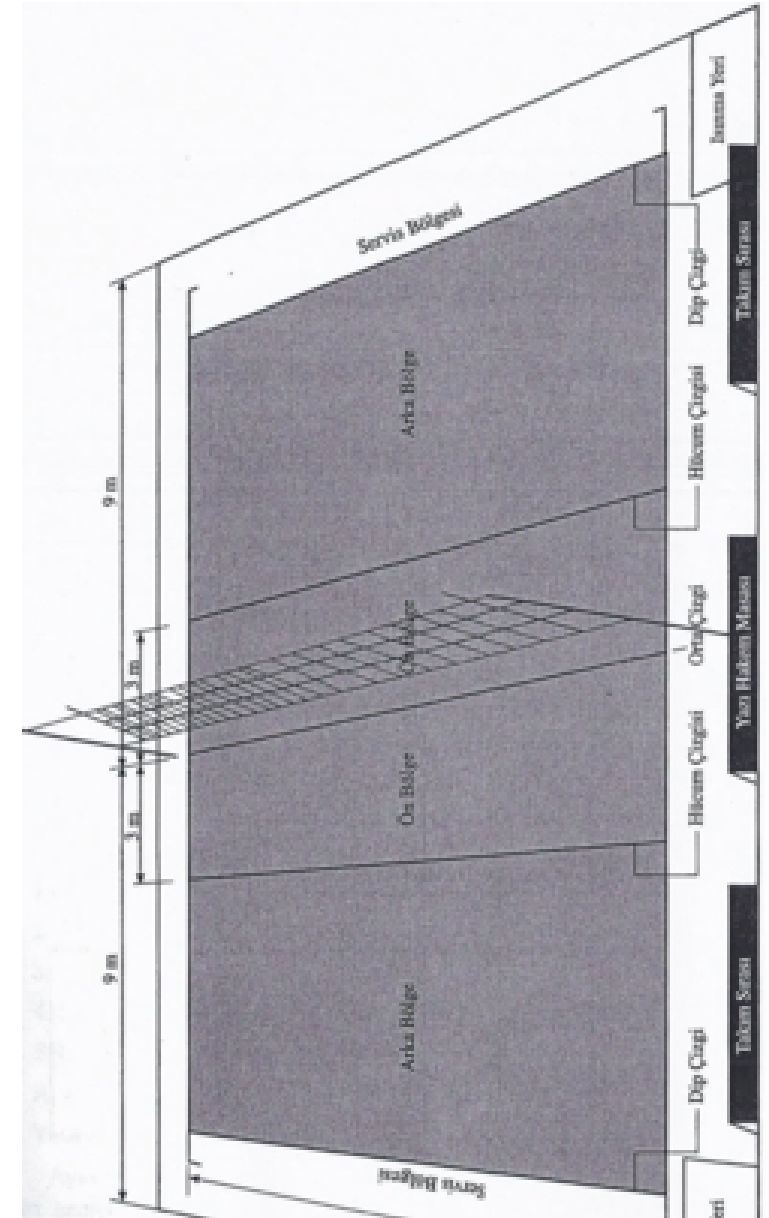 Isınma Yeri
Servis Bölgesi
Takım Sırası
Dip Çizgi
Arka Bölge
Hücum Çizgisi
9 m
Ön Bölge
Orta Çizgi
Yazı Hakem Masası
3 m
Ön Bölge
Hücum Çizgisi
3 m
Takım Sırası
9 m
Arka Bölge
Dip Çizgi
Servis Bölgesi
eri